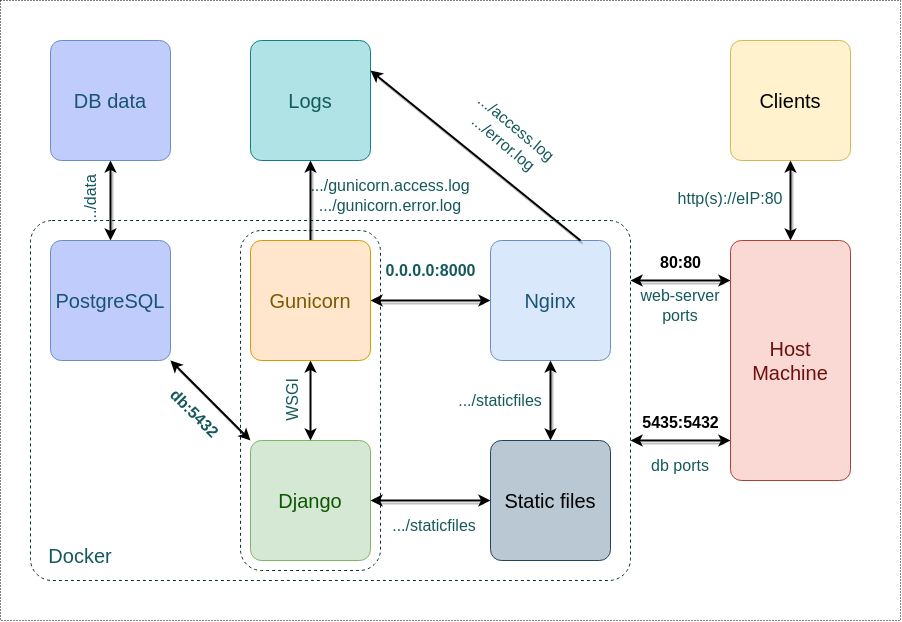 DB data
Logs
Clients
.../access.log
.../error.log
../data
.../gunicorn.access.log
.../gunicorn.error.log
http(s)://eIP:80
PostgreSQL
Gunicorn
0.0.0.0:8000
Nginx
80:80
web-server
ports
Host
Machine
db:5432
WSGI
.../staticfiles
5435:5432
db ports
Django
.../staticfiles
Static files
Docker